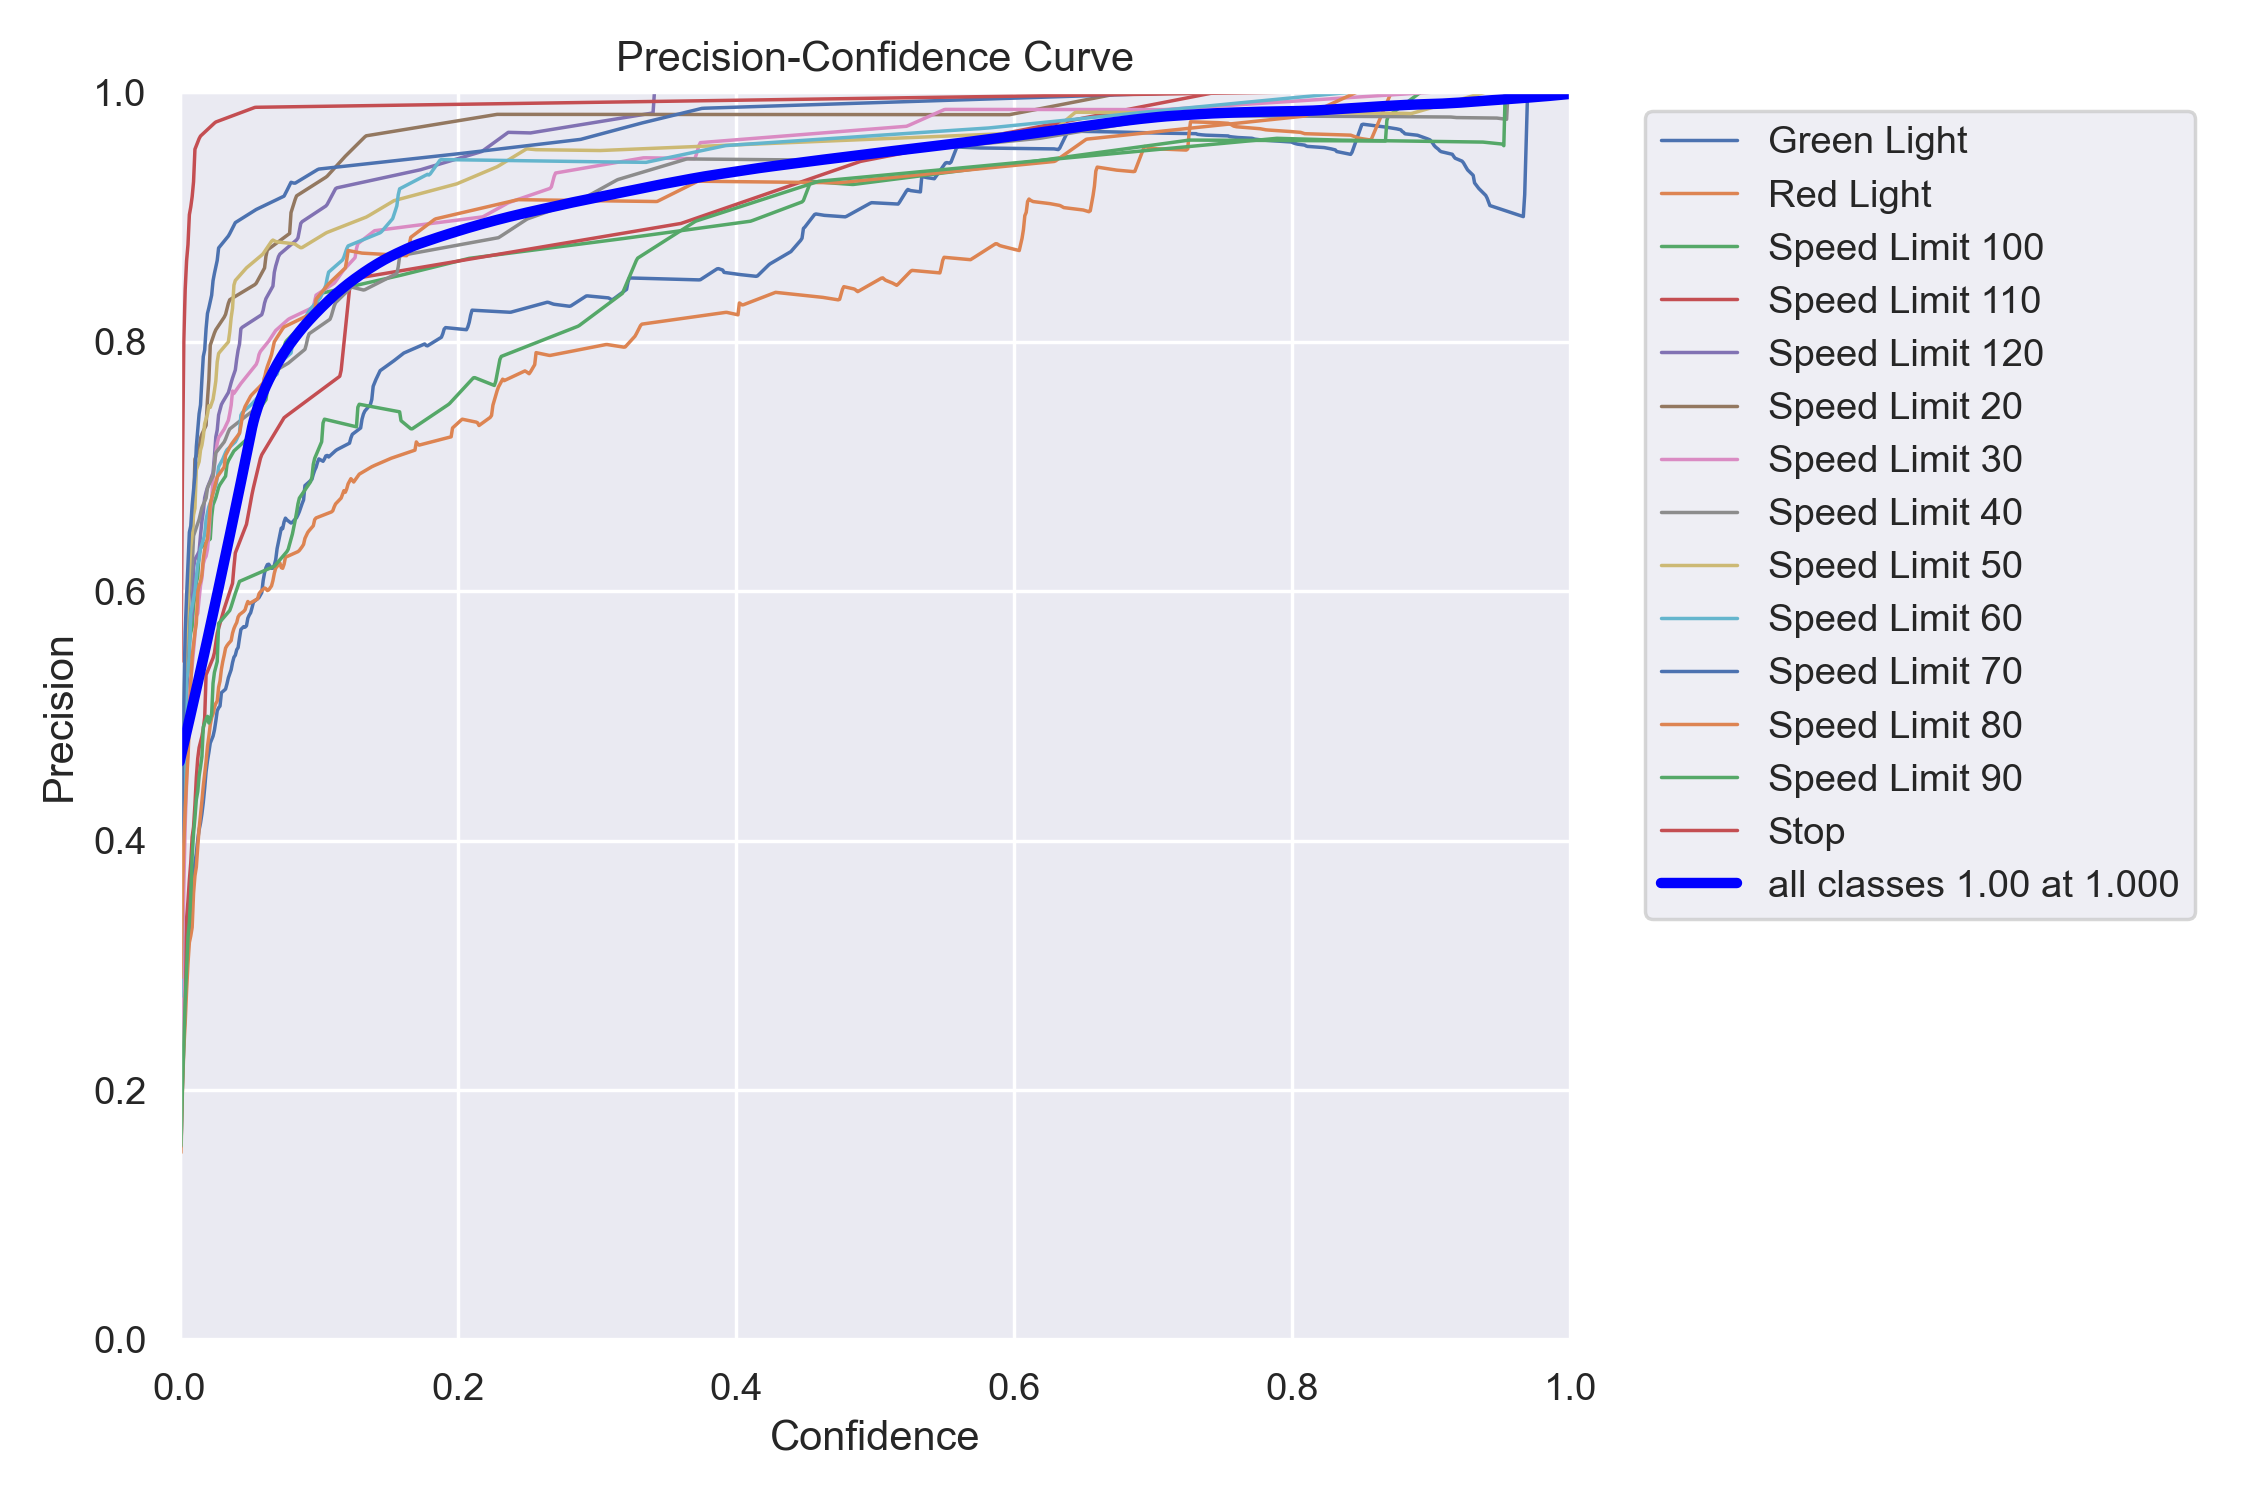 Precision-Confidence Curve
1.0
0.8
0.6
0.4
0.2
0.0
Precision
0.0 0.2 0.4 0.6 0.8 1.0
Confidence
Green Light
Red Light
Speed Limit 100
Speed Limit 110
Speed Limit 120
Speed Limit 20
Speed Limit 30
Speed Limit 40
Speed Limit 50
Speed Limit 60
Speed Limit 70
Speed Limit 80
Speed Limit 90
Stop
all classes 1.00 at 1.000